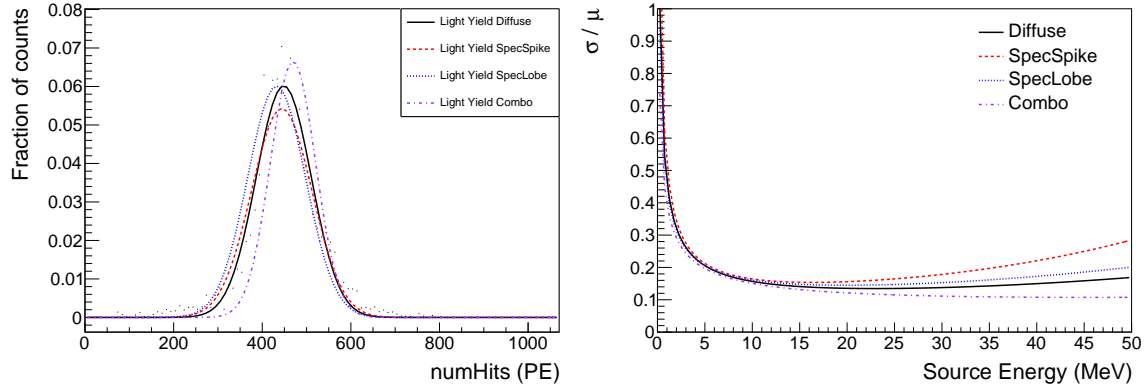 Fraction of counts
0.08
0.07
0.06
0.05
0.04
0.03
0.02
0.01
0
0 200 400 600 800 1000
numHits (PE)
Light Yield Diffuse
Light Yield SpecSpike
Light Yield SpecLobe
Light Yield Combo
σ / μ
1
0.9
0.8
0.7
0.6
0.5
0.4
0.3
0.2
0.1
0
0 5 10 15 20 25 30 35 40 45 50
Source Energy (MeV)
Diffuse
SpecSpike
SpecLobe
Combo